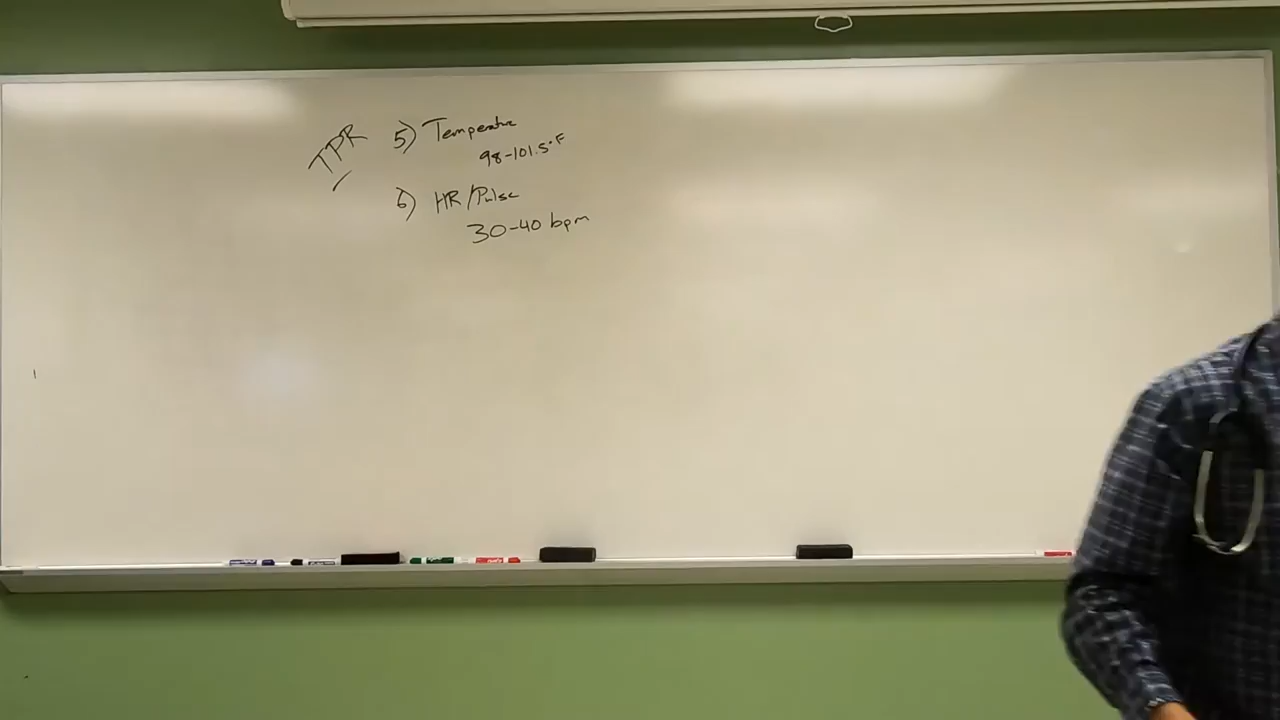 TPR
5) Temperature
98-101.5°F
6) HR/Pulse
30-40 bpm